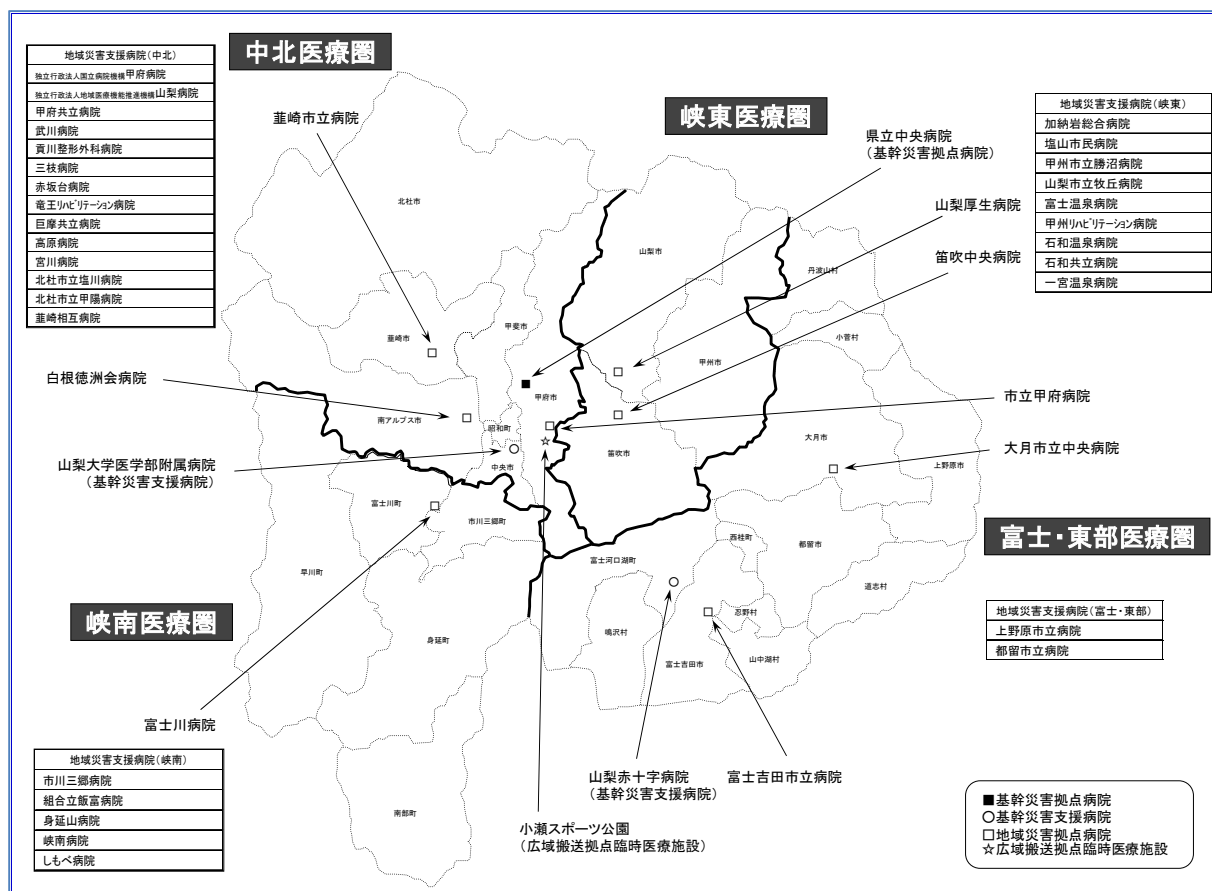 中北医療圏
地域災害支援病院（中北）
独立行政法人国立病院機構甲府病院
独立行政法人地域医療機能推進機構山梨病院
甲府共立病院
武川病院
貢川整形外科病院
三枝病院
赤坂台病院
竜王ﾘﾊﾋﾞﾘﾃｰｼｮﾝ病院
巨摩共立病院
高原病院
宮川病院
北杜市立塩川病院
北杜市立甲陽病院
韮崎相互病院
韮崎市立病院
峡東医療圏
県立中央病院
（基幹災害拠点病院）
山梨厚生病院
笛吹中央病院
地域災害支援病院（峡東）
加納岩総合病院
塩山市民病院
甲州市立勝沼病院
山梨市立牧丘病院
富士温泉病院
甲州ﾘﾊﾋﾞﾘﾃｰｼｮﾝ病院
石和温泉病院
石和共立病院
一宮温泉病院
北杜市
山梨市
丹波山村
甲斐市
小菅村
韮崎市
甲州市
白根徳洲会病院
甲府市
市立甲府病院
南アルプス市
昭和町
大月市
大月市立中央病院
笛吹市
上野原市
山梨大学医学部附属病院
（基幹災害支援病院）
中央市
富士川町
市川三郷町
西桂町
都留市
富士・東部医療圏
富士河口湖町
早川町
道志村
忍野村
地域災害支援病院（富士・東部）
上野原市立病院
都留市立病院
峡南医療圏
身延町
鳴沢村
富士吉田市
山中湖村
富士川病院
地域災害支援病院（峡南）
市川三郷病院
組合立飯富病院
身延山病院
峡南病院
しもべ病院
南部町
山梨赤十字病院
（基幹災害支援病院）
富士吉田市立病院
小瀬スポーツ公園
（広域搬送拠点臨時医療施設）
■基幹災害拠点病院
○基幹災害支援病院
□地域災害拠点病院
☆広域搬送拠点臨時医療施設